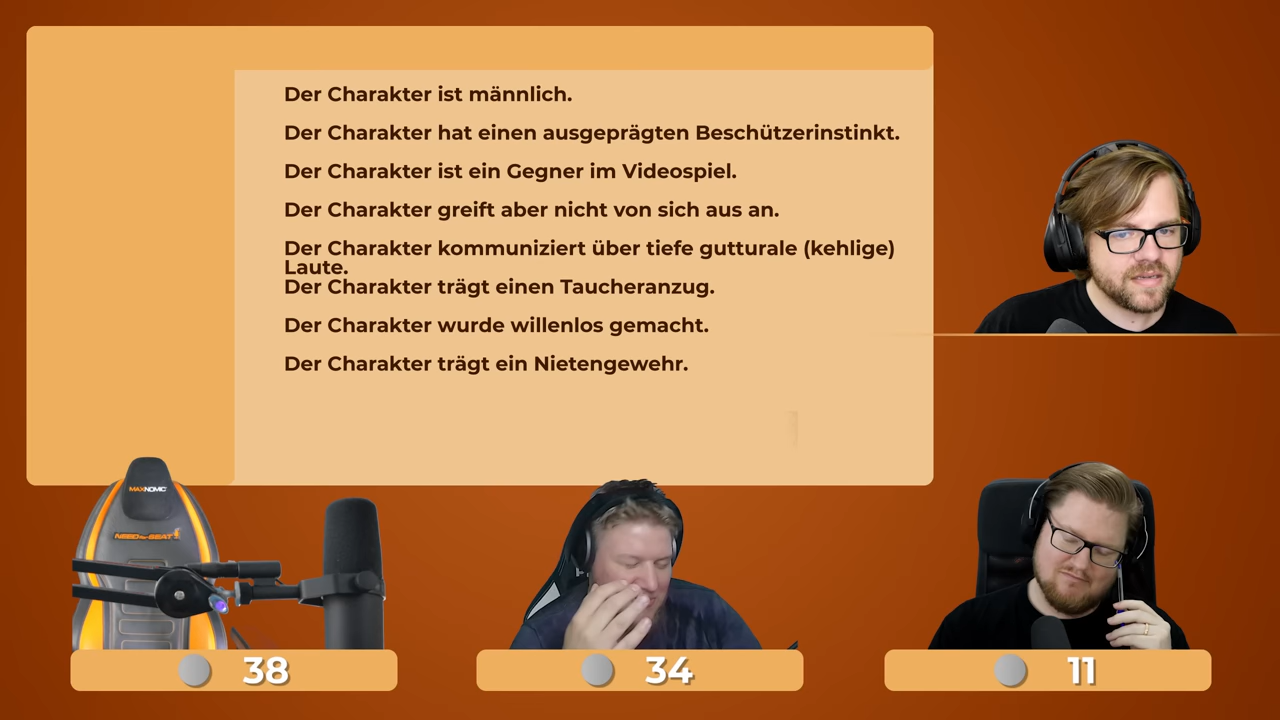 Der Charakter ist männlich.
Der Charakter hat einen ausgeprägten Beschützerinstinkt.
Der Charakter ist ein Gegner im Videospiel.
Der Charakter greift aber nicht von sich aus an.
Der Charakter kommuniziert über tiefe gutturale (kehlige)
Laute.
Der Charakter trägt einen Taucheranzug.
Der Charakter wurde willenlos gemacht.
Der Charakter trägt ein Nietengewehr.
MAXNOMIC
NEEDforSEAT
38
34
11